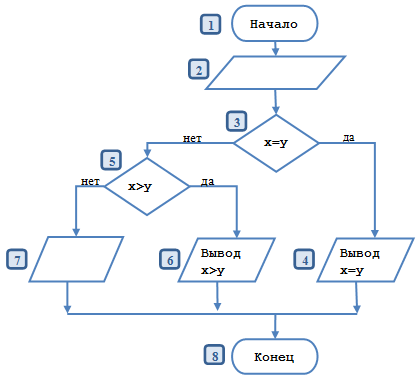 1
Начало
2
3
x=y
нет
да
5
x>y
нет
да
7
6
Вывод
x>y
4
Вывод
x=y
8
Конец